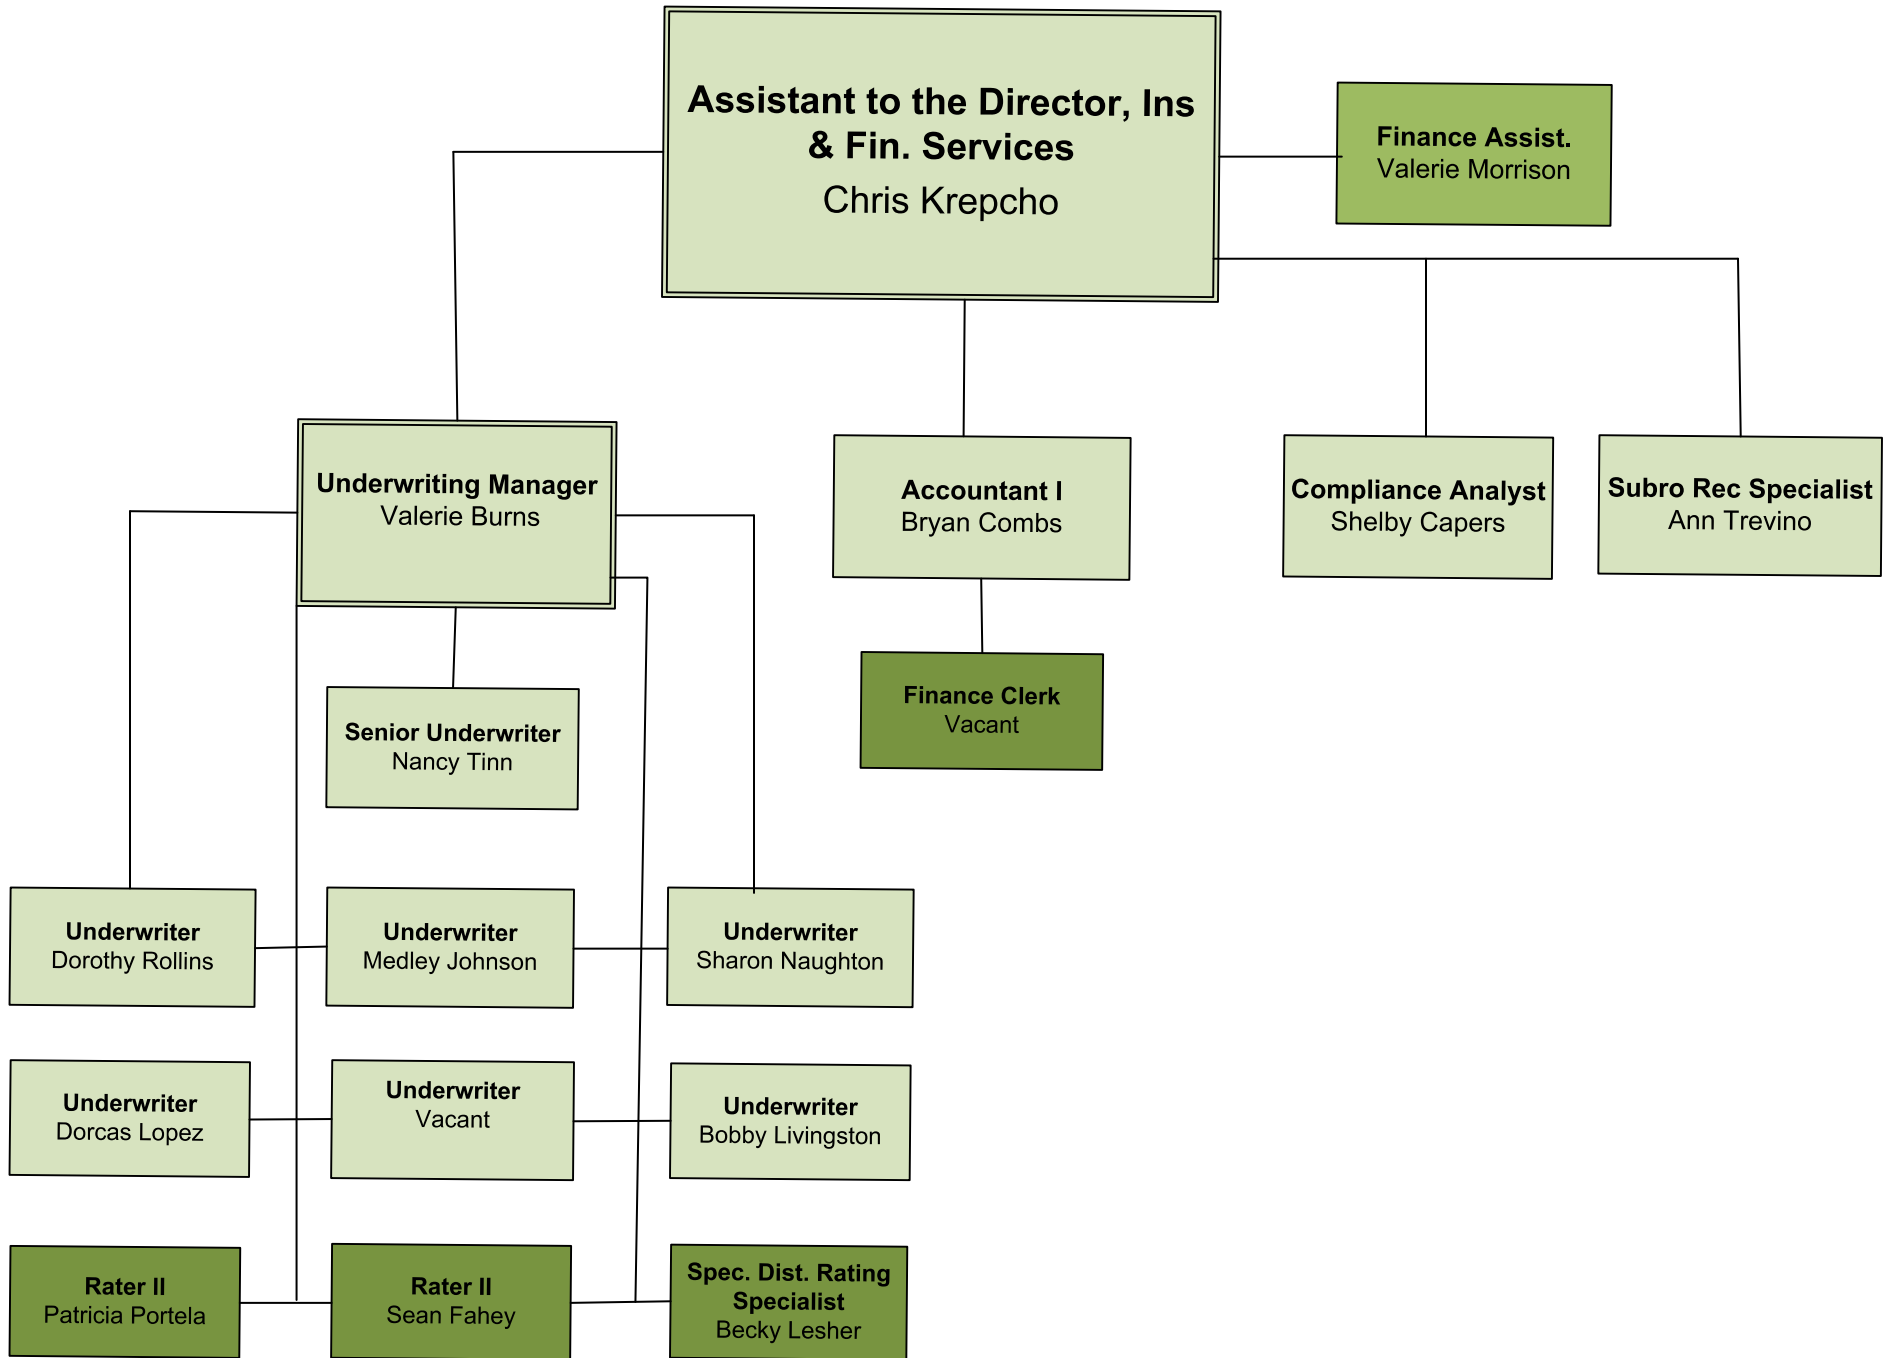 Assistant to the Director, Ins
& Fin. Services
Chris Krepcho
Finance Assist.
Valerie Morrison
Underwriting Manager
Valerie Burns
Accountant I
Bryan Combs
Compliance Analyst
Shelby Capers
Subro Rec Specialist
Ann Trevino
Senior Underwriter
Nancy Tinn
Finance Clerk
Vacant
Underwriter
Dorothy Rollins
Underwriter
Medley Johnson
Underwriter
Sharon Naughton
Underwriter
Dorcas Lopez
Underwriter
Vacant
Underwriter
Bobby Livingston
Rater II
Patricia Portela
Rater II
Sean Fahey
Spec. Dist. Rating
Specialist
Becky Lesher